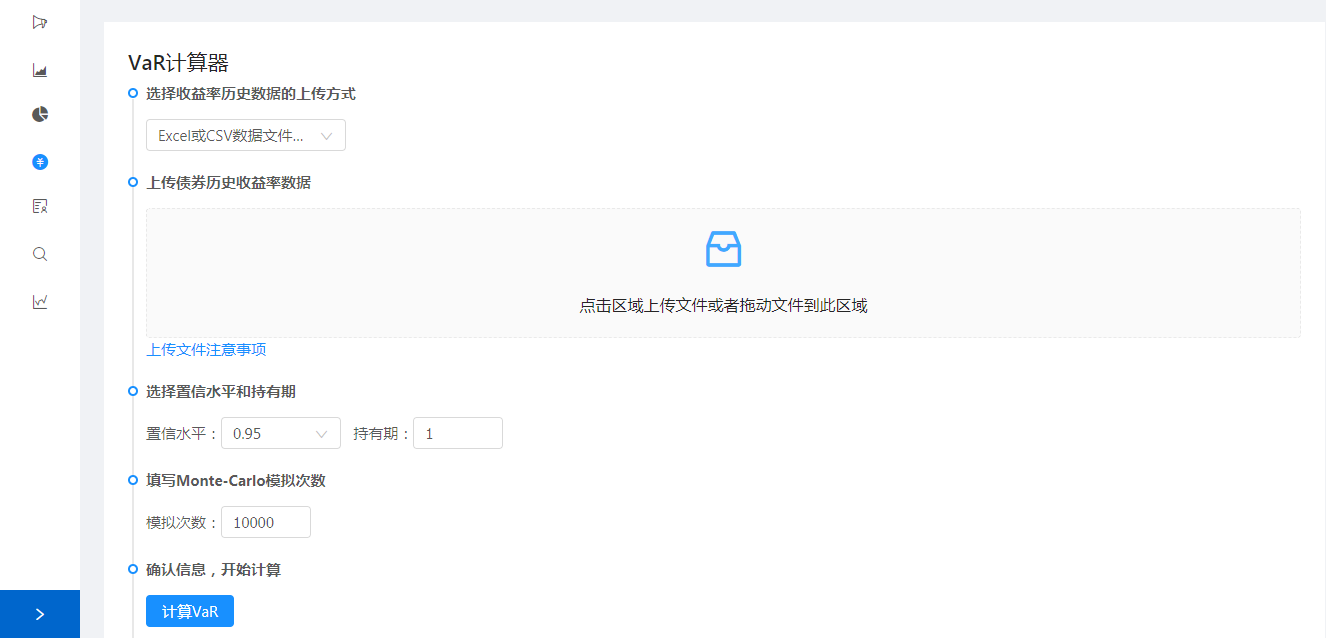 VaR计算器
选择收益率历史数据的上传方式
Excel或CSV数据文件...
上传债券历史收益率数据
点击区域上传文件或者拖动文件到此区域
上传文件注意事项
选择置信水平和持有期
置信水平： 0.95 持有期： 1
填写Monte-Carlo模拟次数
模拟次数： 10000
确认信息，开始计算
计算VaR